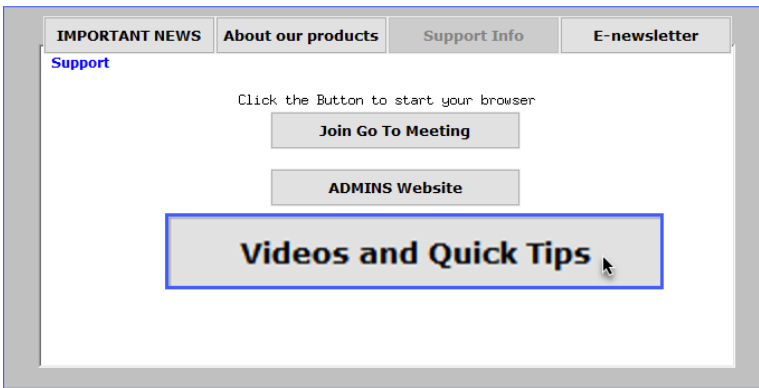 IMPORTANT NEWS About our products Support Info E-newsletter
Support
Click the Button to start your browser
Join Go To Meeting
ADMINS Website
Videos and Quick Tips